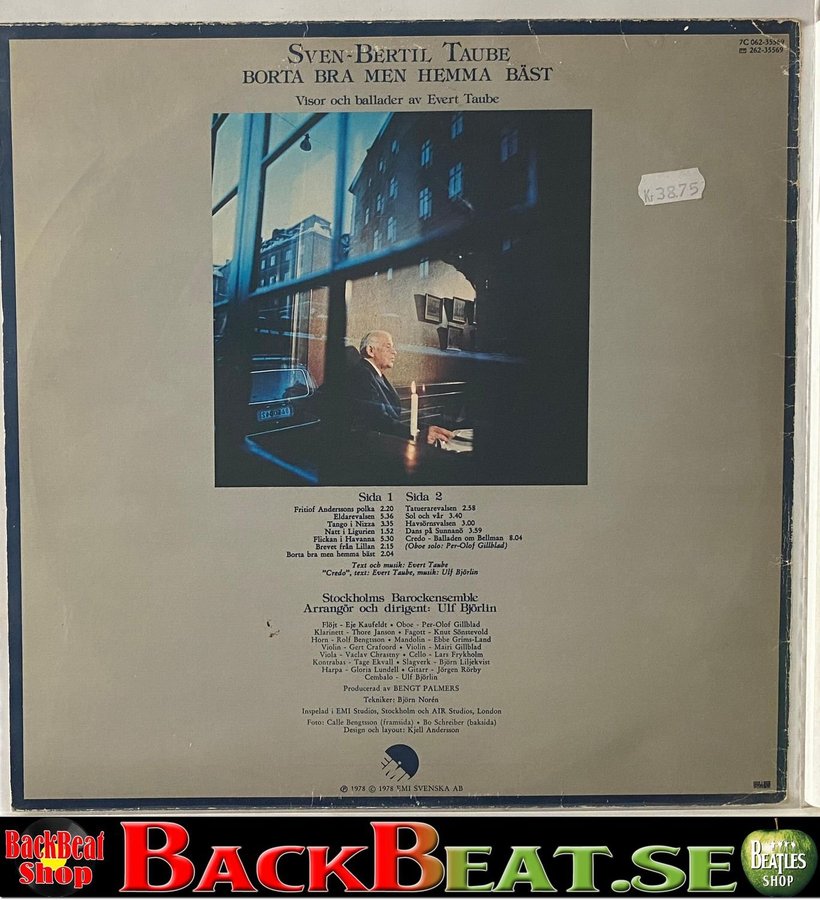 SVEN-BERTIL TAUBE
BORTA BRA MEN HEMMA BÄST
Visor och ballader av Evert Taube
7C 062-35569
262-35569
Kr 38.75
Sida 1
Fritiof Anderssons polka 2.20
Eldarevalsen 5.36
Tango i Nizza 3.35
Natt i Ligurien 1.52
Flickan i Havanna 5.30
Brevet från Lillan 2.15
Borta bra men hemma bäst 2.04
Sida 2
Tatuerarevalsen 2.58
Sol och vår 3.40
Havsörnsvalsen 3.00
Dans på Sunnanö 3.59
Credo - Balladen om Bellman 8.04
(Oboe solo: Per-Olof Gillblad)
Text och musik: Evert Taube
"Credo", text: Evert Taube, musik: Ulf Björlin
Stockholms Barockensemble
Arrangör och dirigent: Ulf Björlin
Flöjt - Eje Kaufeldt • Oboe - Per-Olof Gillblad
Klarinett - Thore Janson • Fagott - Knut Sönstevold
Horn - Rolf Bengtsson • Mandolin - Ebbe Grims-Land
Violin - Gert Crafoord • Violin - Mairi Gillblad
Viola - Vaclav Chrastny • Cello - Lars Frykholm
Kontrabas - Tage Ekvall • Slagverk - Björn Liljekvist
Harpa - Gloria Lundell • Gitarr - Jörgen Rörby
Cembalo - Ulf Björlin
Producerad av BENGT PALMERS
Tekniker: Björn Norén
Inspelad i EMI Studios, Stockholm och AIR Studios, London
Foto: Calle Bengtsson (framsida) • Bo Schreiber (baksida)
Design och layout: Kjell Andersson
EMI
℗ 1978 © 1978 EMI SVENSKA AB
BackBeat
Shop
BACKBEAT.SE
BEATLES
SHOP